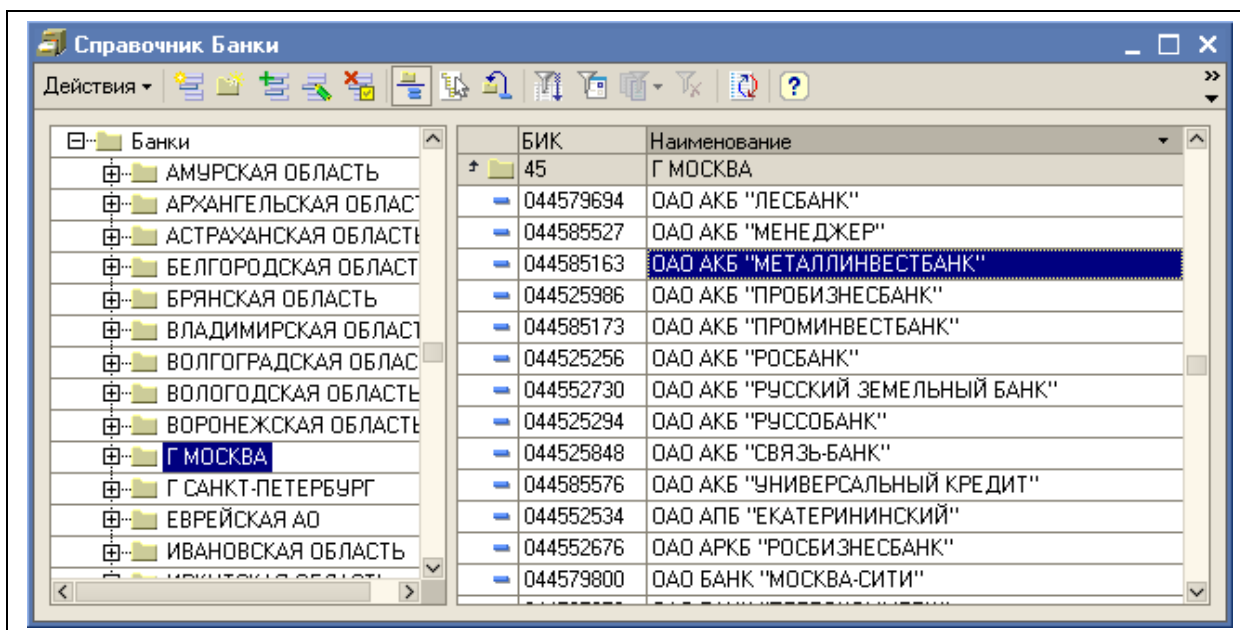 Справочник Банки
Действия
Банки
АМУРСКАЯ ОБЛАСТЬ
АРХАНГЕЛЬСКАЯ ОБЛАСТ
АСТРАХАНСКАЯ ОБЛАСТЬ
БЕЛГОРОДСКАЯ ОБЛАСТ
БРЯНСКАЯ ОБЛАСТЬ
ВЛАДИМИРСКАЯ ОБЛАСТ
ВОЛГОГРАДСКАЯ ОБЛАС
ВОЛОГОДСКАЯ ОБЛАСТЬ
ВОРОНЕЖСКАЯ ОБЛАСТЬ
Г МОСКВА
Г САНКТ-ПЕТЕРБУРГ
ЕВРЕЙСКАЯ АО
ИВАНОВСКАЯ ОБЛАСТЬ
БИК Наименование
45 Г МОСКВА
044579694 ОАО АКБ "ЛЕСБАНК"
044585527 ОАО АКБ "МЕНЕДЖЕР"
044585163 ОАО АКБ "МЕТАЛЛИНВЕСТБАНК"
044525986 ОАО АКБ "ПРОБИЗНЕСБАНК"
044585173 ОАО АКБ "ПРОМИНВЕСТБАНК"
044525256 ОАО АКБ "РОСБАНК"
044552730 ОАО АКБ "РУССКИЙ ЗЕМЕЛЬНЫЙ БАНК"
044525294 ОАО АКБ "РУССОБАНК"
044525848 ОАО АКБ "СВЯЗЬ-БАНК"
044585576 ОАО АКБ "УНИВЕРСАЛЬНЫЙ КРЕДИТ"
044552534 ОАО АПБ "ЕКАТЕРИНИНСКИЙ"
044552676 ОАО АРКБ "РОСБИЗНЕСБАНК"
044579800 ОАО БАНК "МОСКВА-СИТИ"